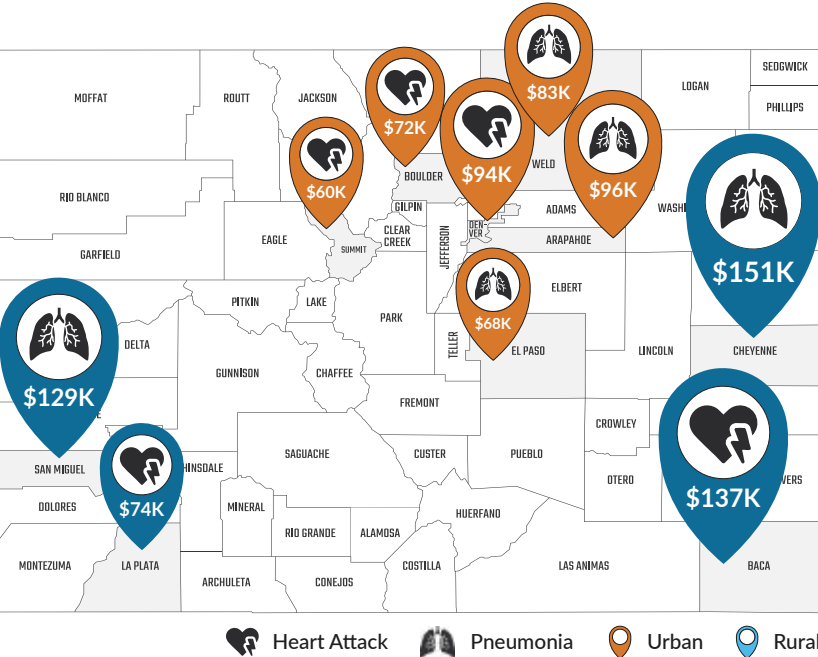 SEDGWICK
MOFFAT
ROUTT
JACKSON
LOGAN
PHILLIPS
$83K
$72K
$94K
WELD
BOULDER
$60K
$96K
RIO BLANCO
GILPIN
ADAMS
WASHI
EAGLE
CLEAR
CREEK
DEN-
VER
ARAPAHOE
GARFIELD
SUMMIT
JEFFERSON
$151K
PITKIN
LAKE
ELBERT
PARK
$68K
DELTA
TELLER
EL PASO
LINCOLN
CHEYENNE
GUNNISON
CHAFFEE
$129K
E
FREMONT
CROWLEY
SAN MIGUEL
HINSDALE
SAGUACHE
CUSTER
PUEBLO
OTERO
WERS
$74K
$137K
DOLORES
MINERAL
HUERFANO
RIO GRANDE
ALAMOSA
MONTEZUMA
LA PLATA
COSTILLA
LAS ANIMAS
BACA
ARCHULETA
CONEJOS
Heart Attack
Pneumonia
Urban
Rural